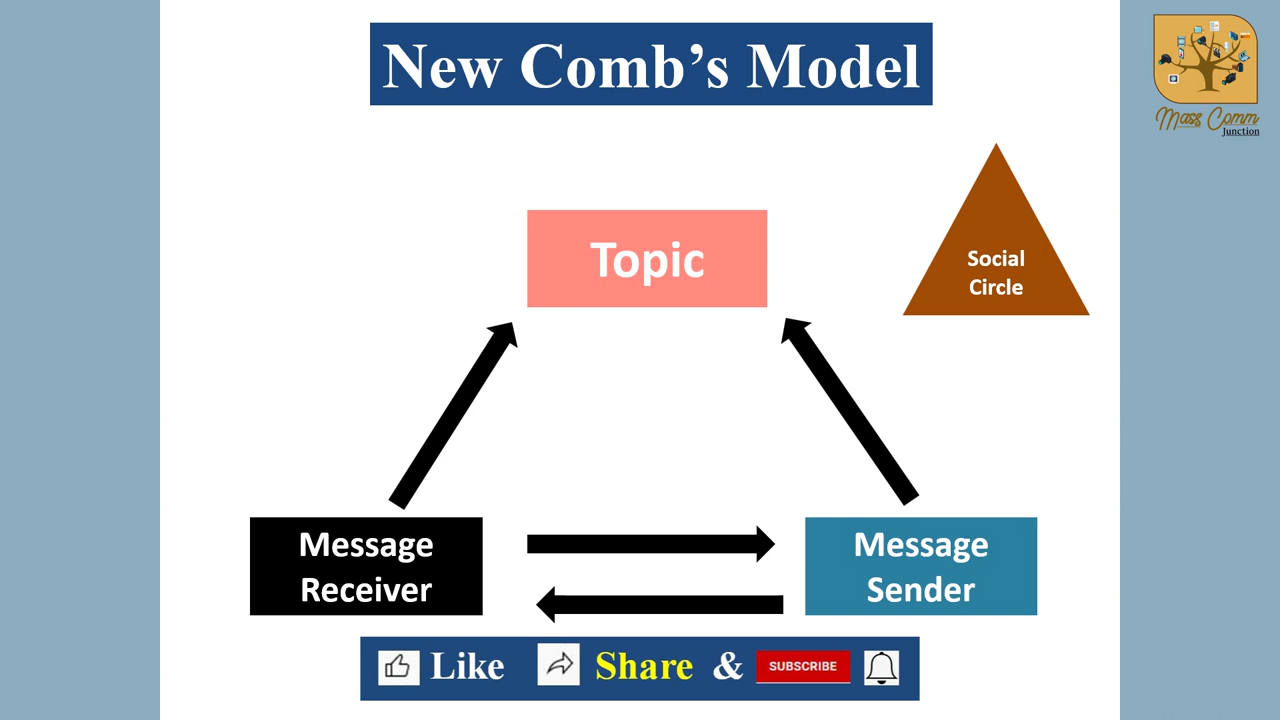 New Comb's Model
Mass Comm
Junction
Topic
Social
Circle
Message
Receiver
Message
Sender
Like Share & SUBSCRIBE